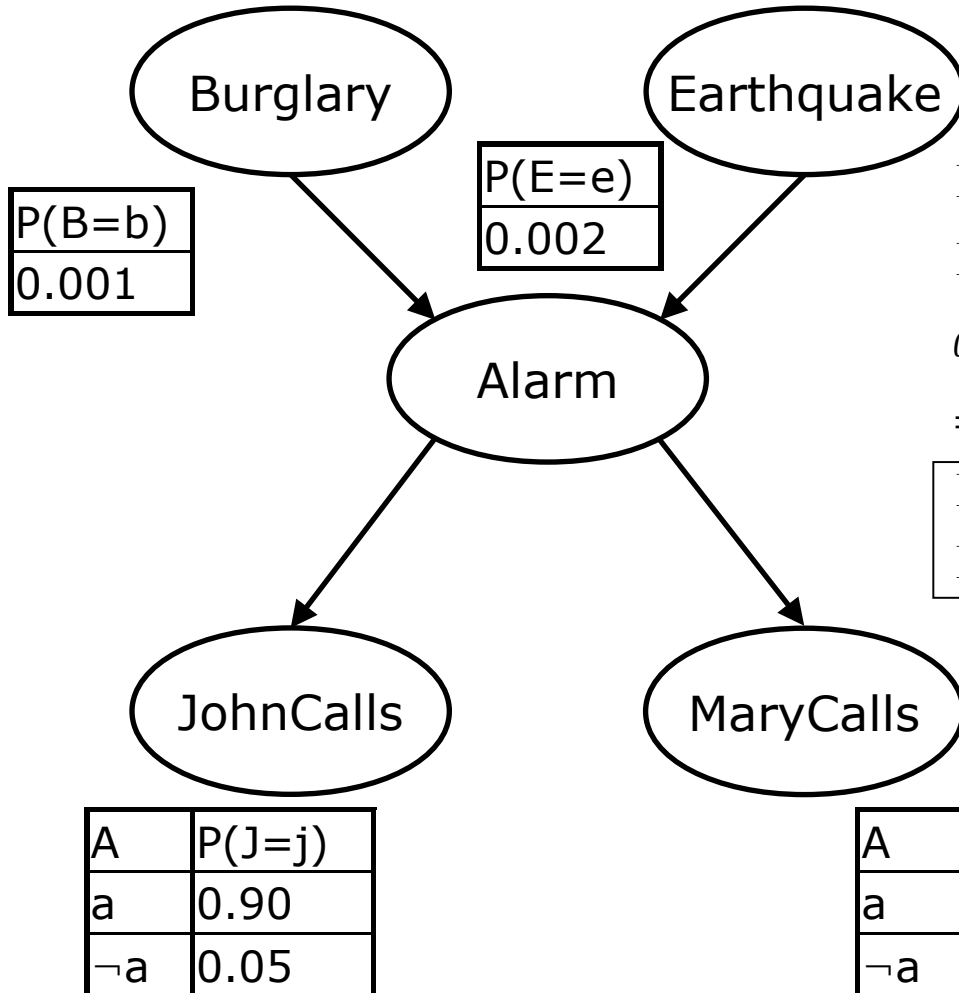 Burglary
Earthquake
P(E=e)
0.002
P(B=b)
0.001
Alarm
JohnCalls
MaryCalls
A P(J=j)
a 0.90
¬a 0.05
A
a
¬a